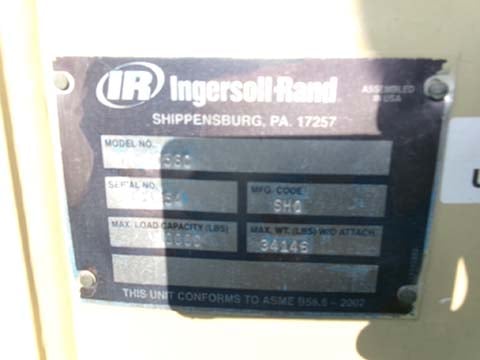 IR Ingersoll-Rand
ASSEMBLED IN USA
SHIPPENSBURG, PA. 17257
MODEL NO.
SERIAL NO.
MFG. CODE
SHQ
MAX. LOAD CAPACITY (LBS)
MAX. WT. (LBS) W/O ATTACH.
34146
THIS UNIT CONFORMS TO ASME B56.6 - 2002